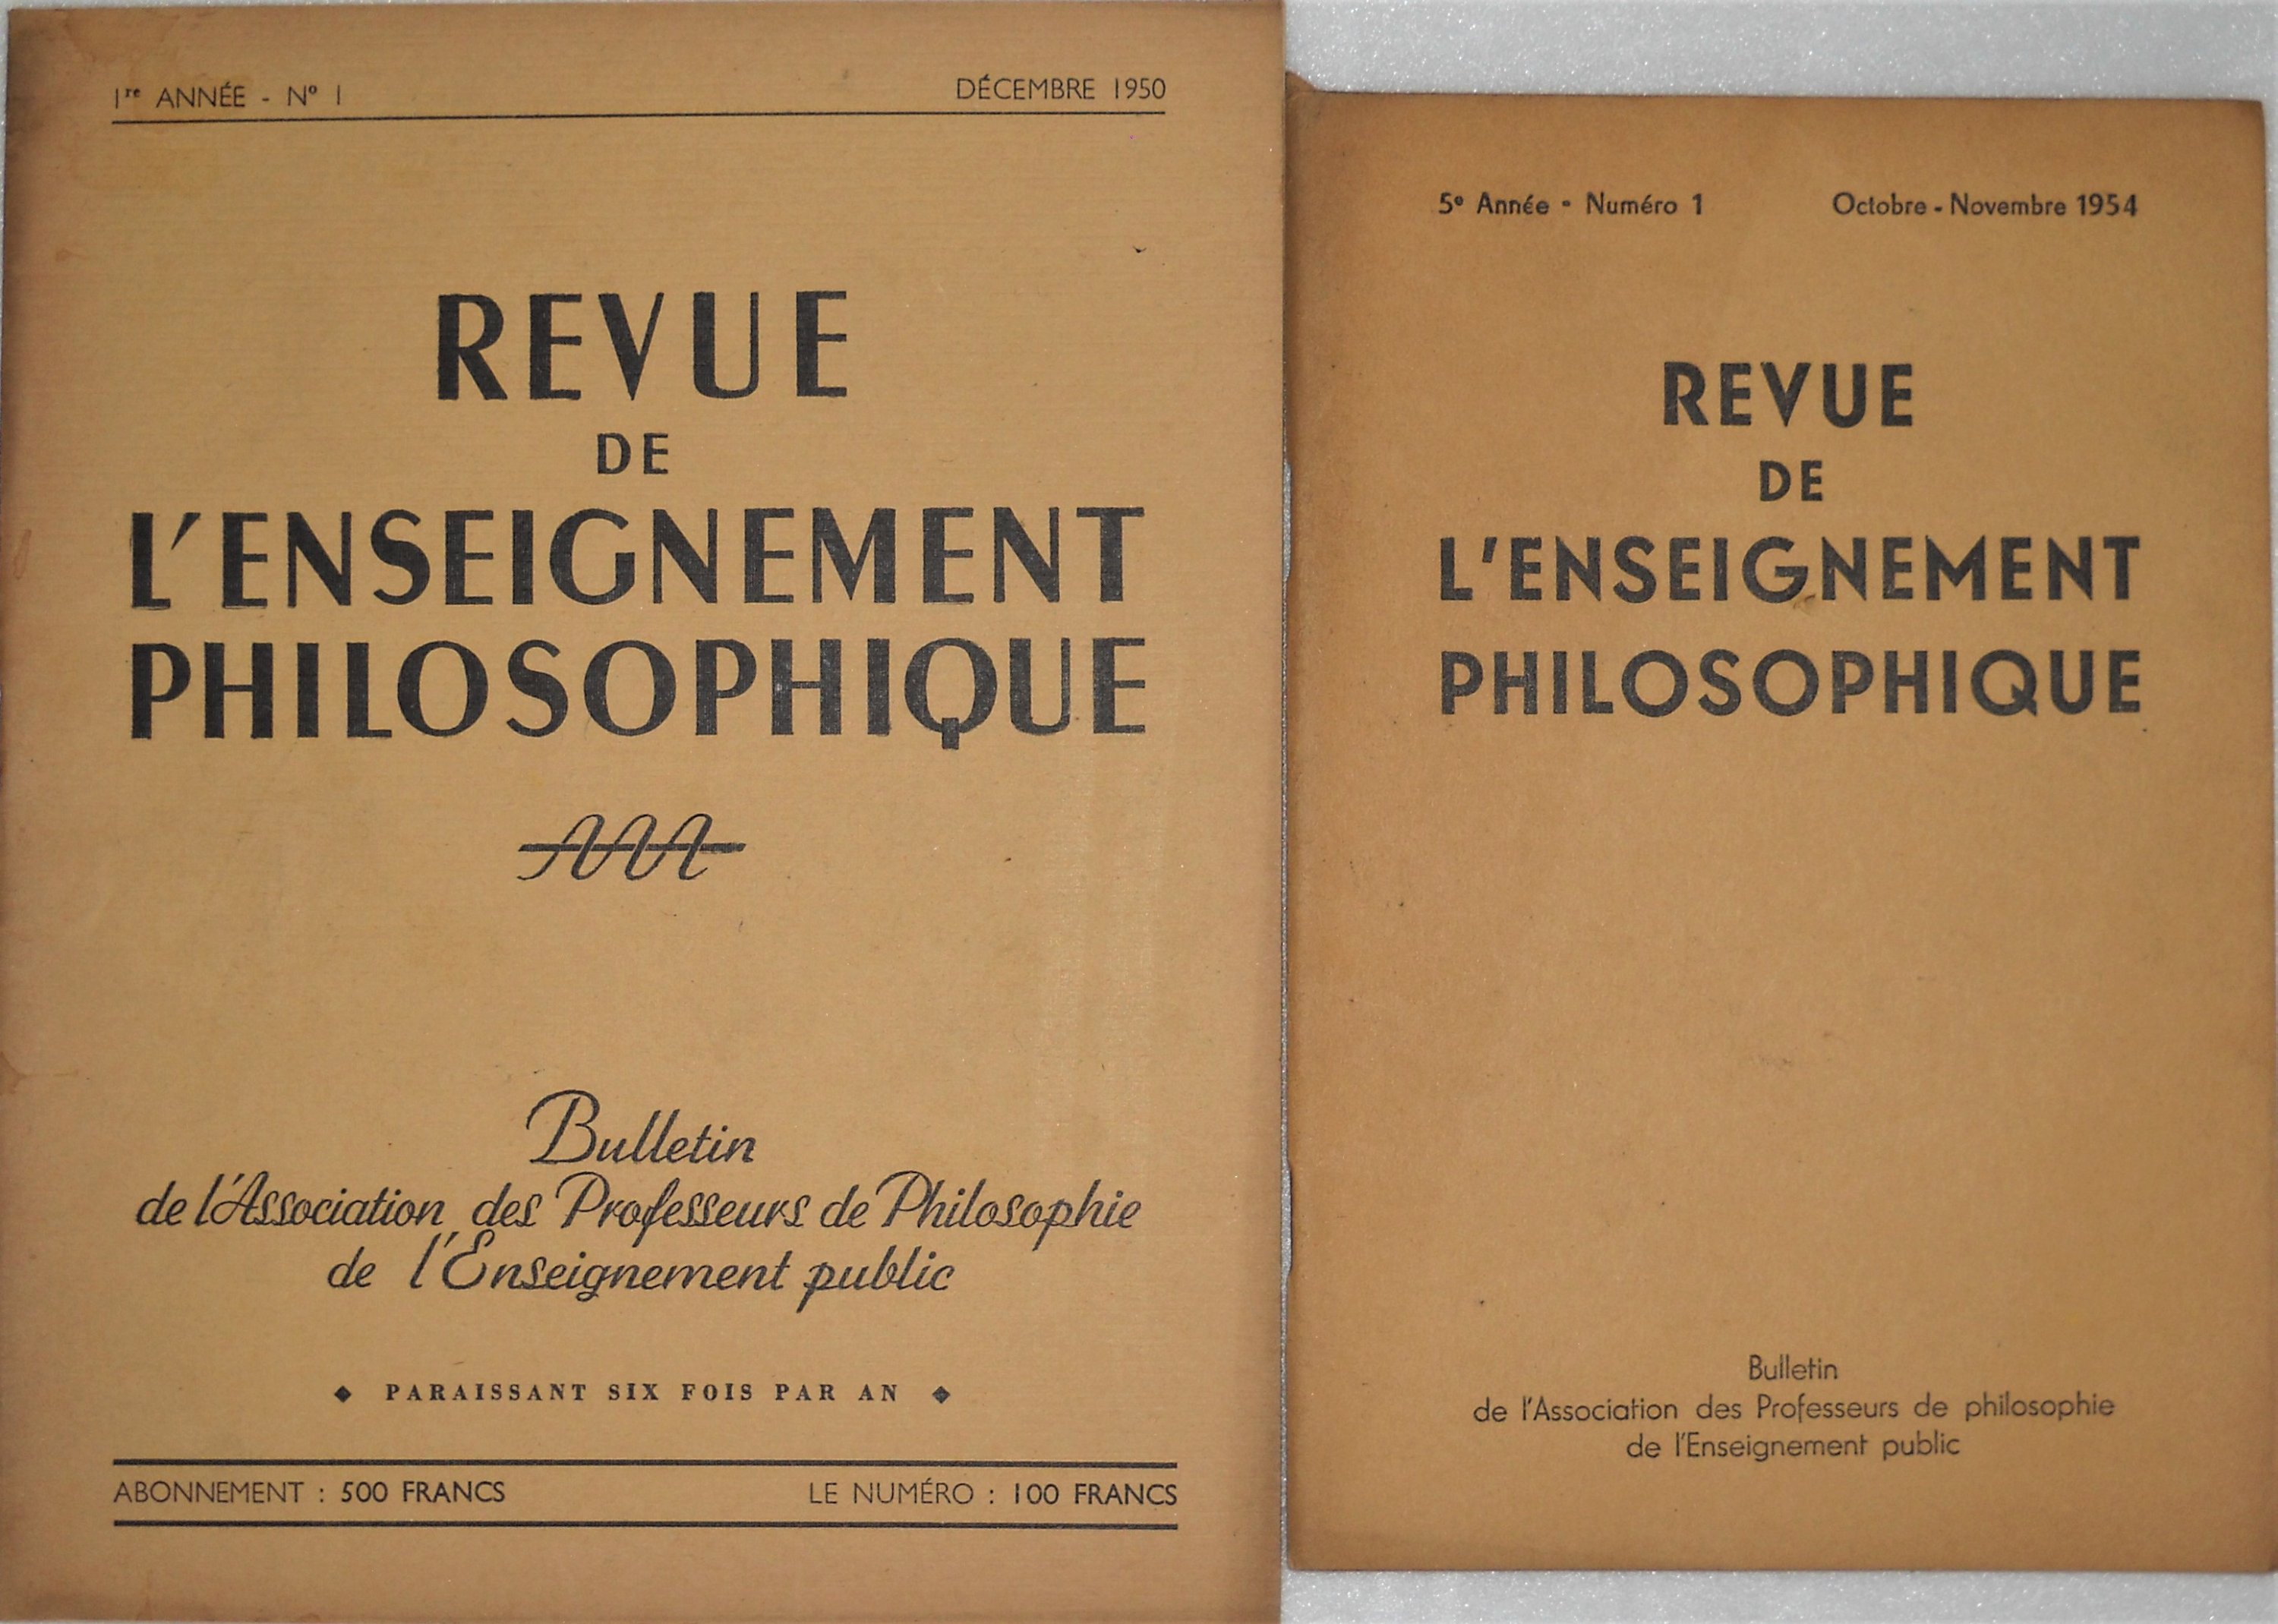 1re ANNÉE - Nº 1
DÉCEMBRE 1950
REVUE
DE
L'ENSEIGNEMENT
PHILOSOPHIQUE
Bulletin
de l'Association des Professeurs de Philosophie
de l'Enseignement public
◆ PARAISSANT SIX FOIS PAR AN ◆
ABONNEMENT : 500 FRANCS
LE NUMÉRO : 100 FRANCS
5e Année - Numéro 1
Octobre - Novembre 1954
REVUE
DE
L'ENSEIGNEMENT
PHILOSOPHIQUE
Bulletin
de l'Association des Professeurs de philosophie
de l'Enseignement public